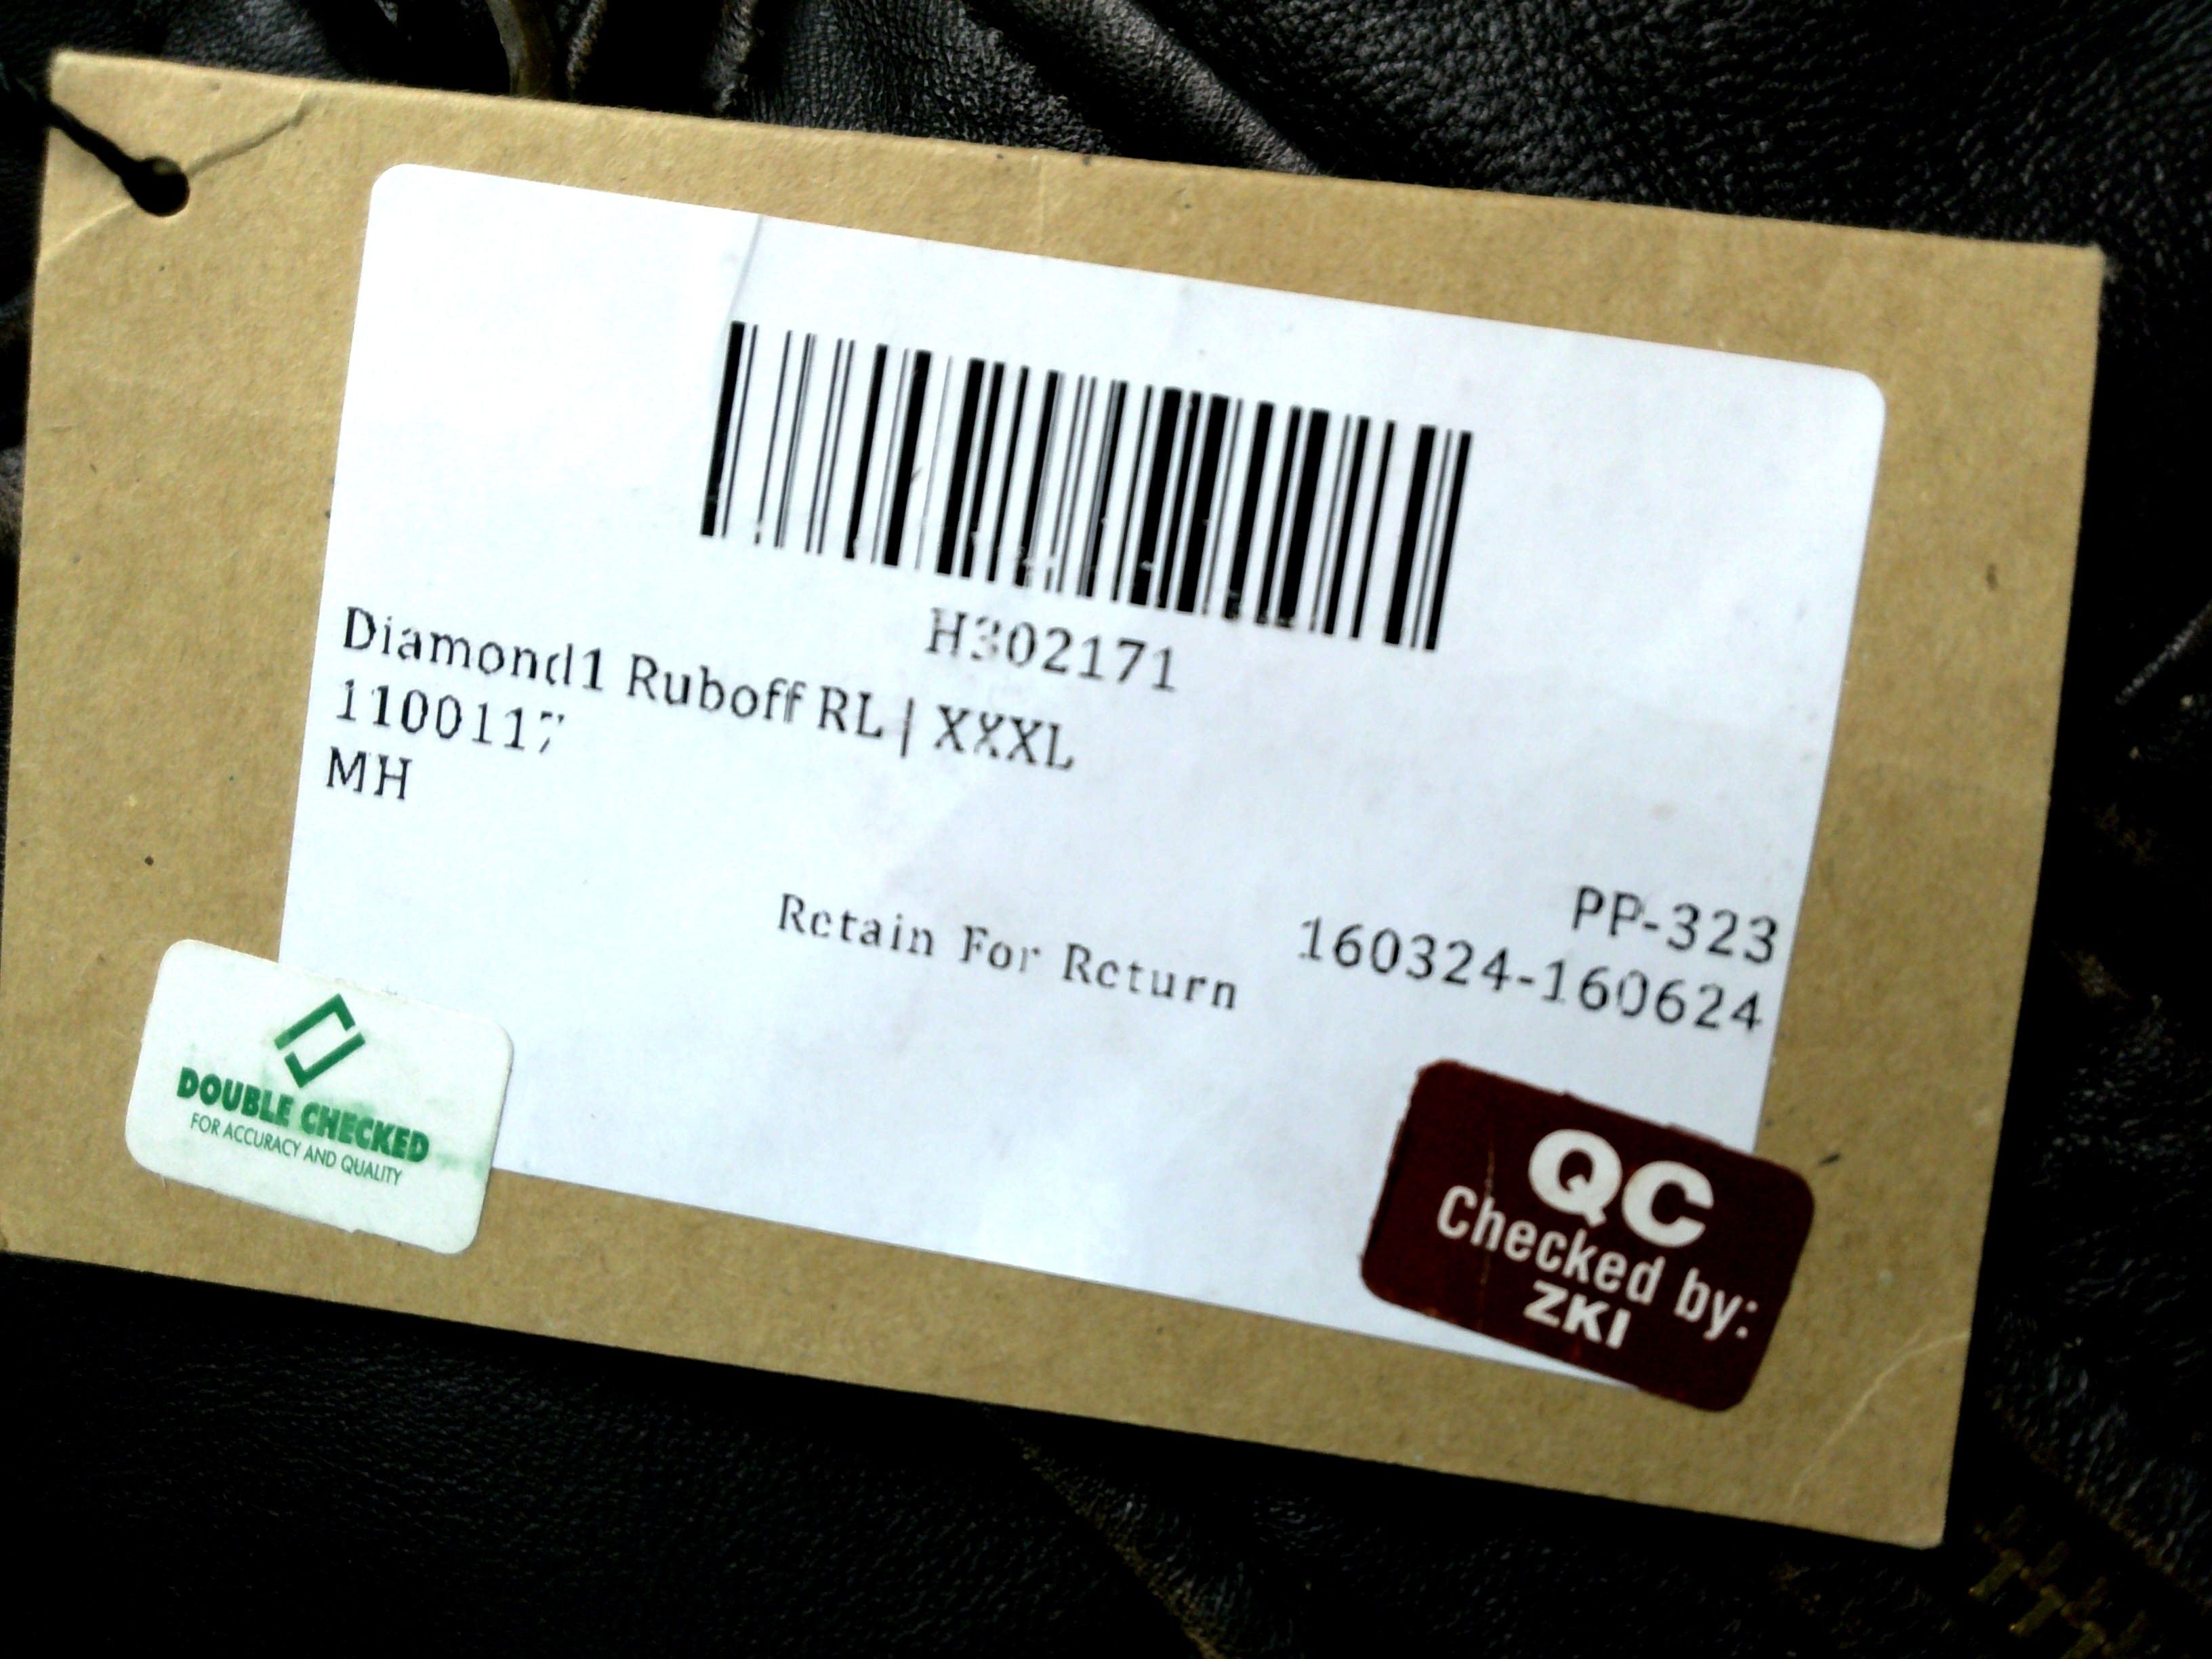 H302171
Diamond1 Ruboff RL | XXXL
1100117
MH
PP-323
Retain For Return
160324-160624
DOUBLE CHECKED
FOR ACCURACY AND QUALITY
QC
Checked by:
ZKI